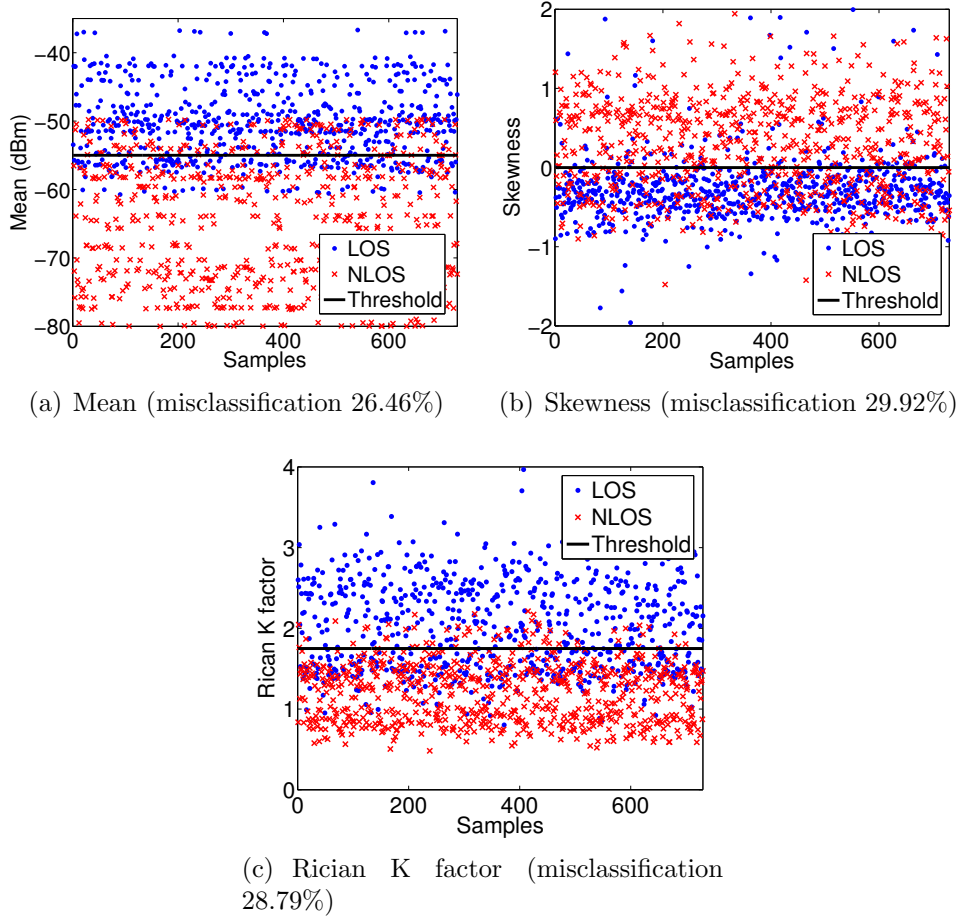 −40
−50
−60
−70
−80
Mean (dBm)
0
200
400
600
Samples
LOS
NLOS
Threshold
(a) Mean (misclassification 26.46%)
2
1
0
−1
−2
Skewness
0
200
400
600
Samples
LOS
NLOS
Threshold
(b) Skewness (misclassification 29.92%)
4
3
2
1
0
Rican K factor
0
200
400
600
Samples
LOS
NLOS
Threshold
(c) Rician K factor (misclassification
28.79%)